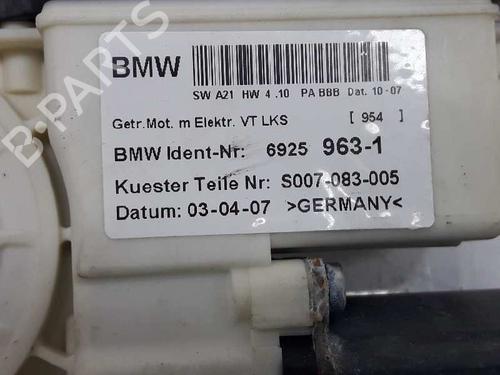 BMW
SW A21 HW 4 .10 PA BBB Dat. 10-07
Getr.Mot. m Elektr. VT LKS [ 954 ]
BMW Ident-Nr: 6925 963-1
Kuester Teile Nr: S007-083-005
Datum: 03-04-07 >GERMANY<
B-PARTS